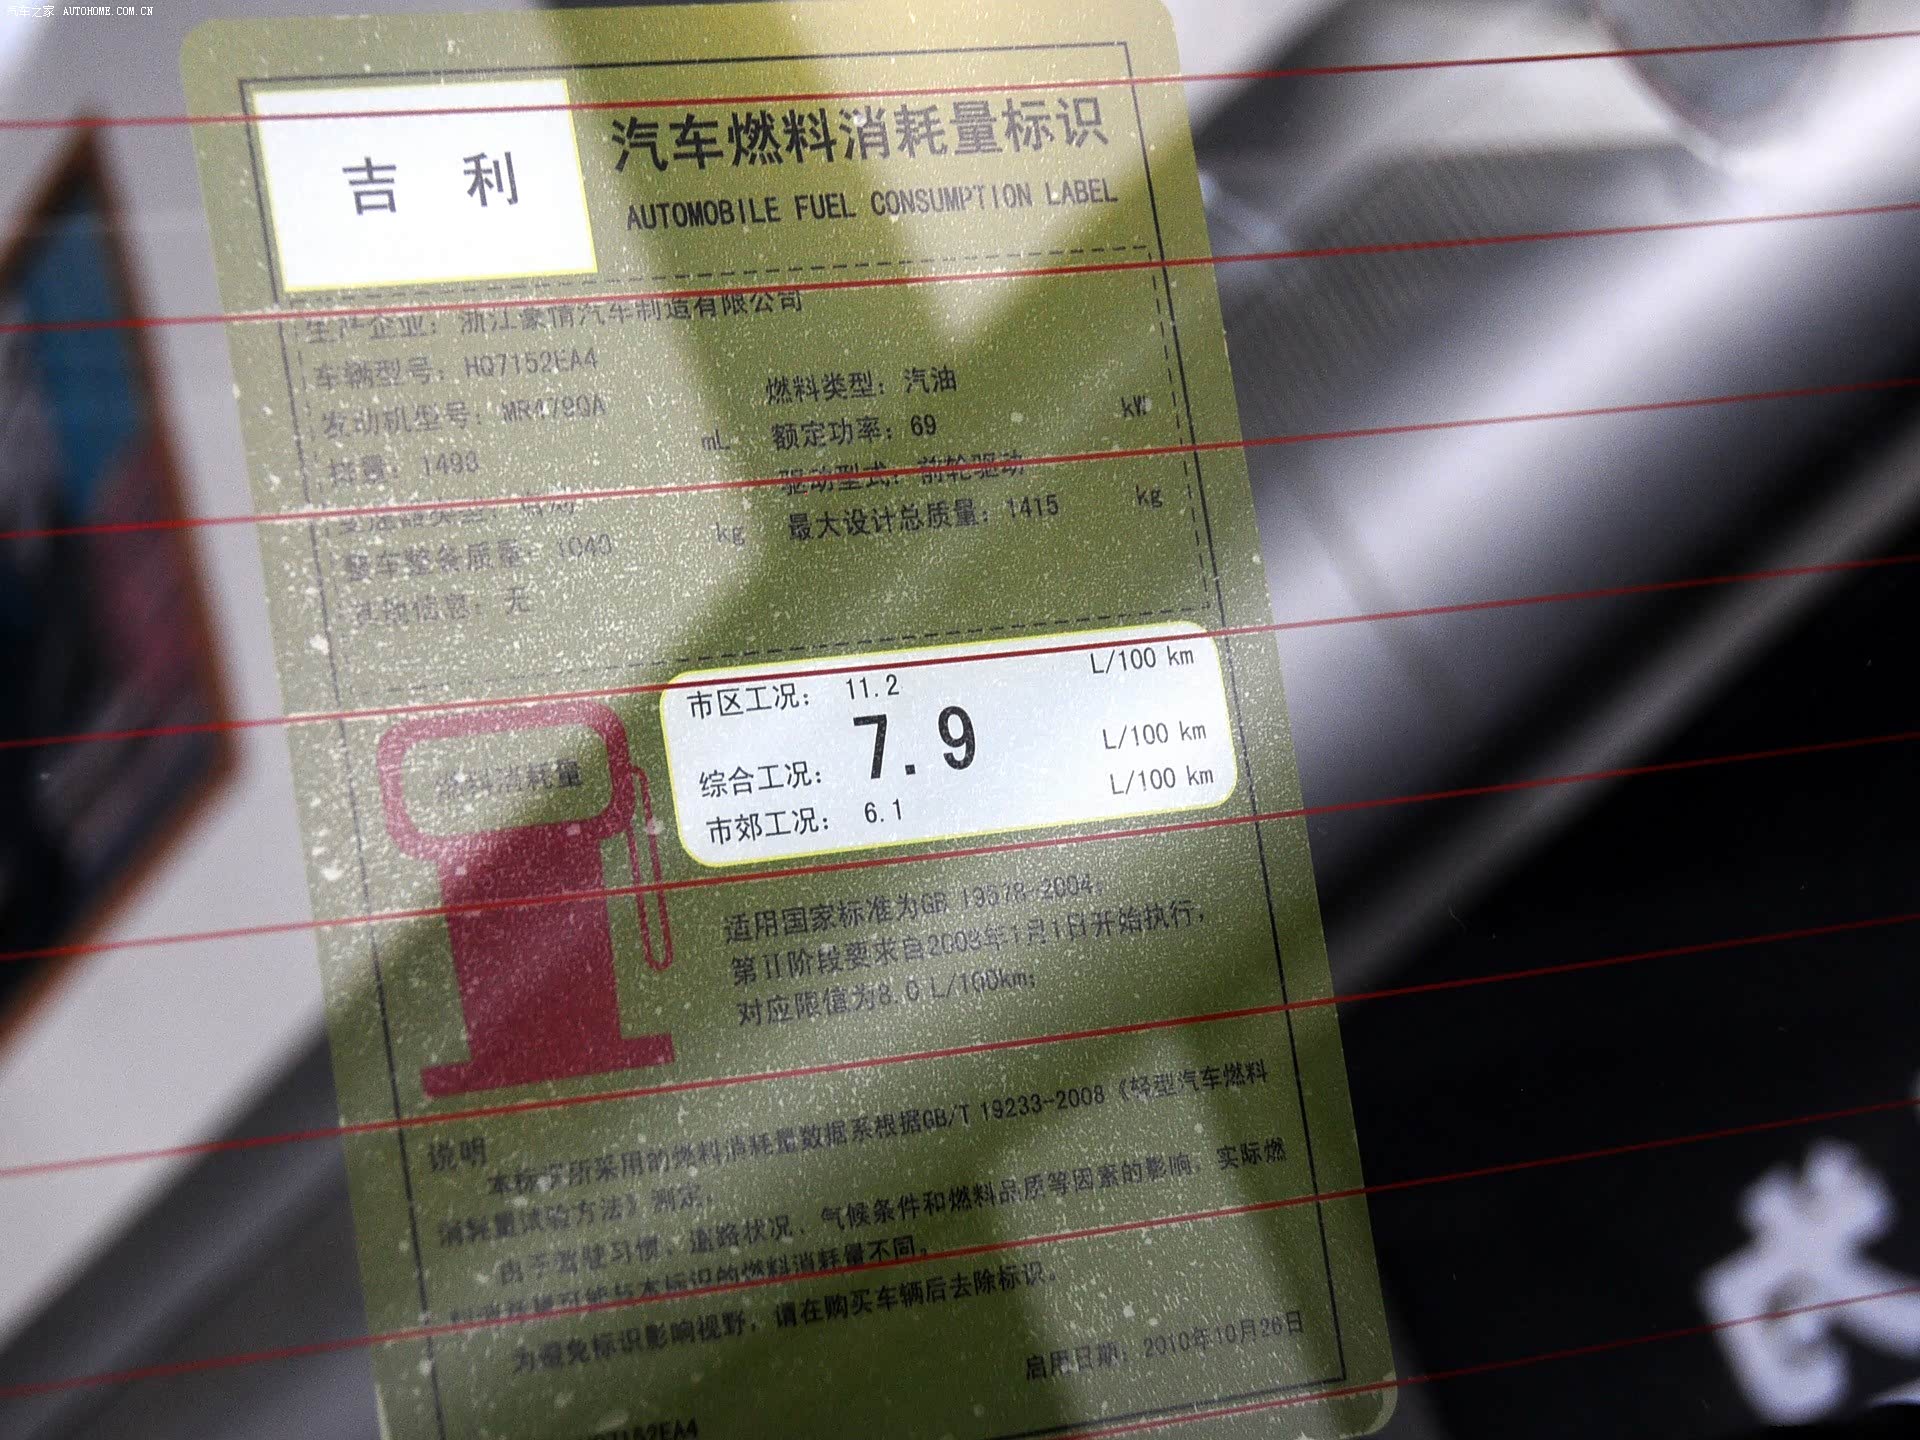 汽车之家 AUTOHOME.COM.CN
吉 利
汽车燃料消耗量标识
AUTOMOBILE FUEL CONSUMPTION LABEL
生产企业: 浙江豪情汽车制造有限公司
车辆型号: HQ7152EA4
发动机型号: MR479QA
燃料类型: 汽油
排量: 1498 mL
额定功率: 69 kW
变速器类型:
驱动型式: 前轮驱动
整车整备质量: 1040 kg
最大设计总质量: 1415 kg
其他信息: 无
燃料消耗量
市区工况: 11.2 L/100 km
综合工况: 7.9 L/100 km
市郊工况: 6.1 L/100 km
适用国家标准为GB 19578-2004,
第II阶段要求自2009年1月1日开始执行,
对应限值为8.0 L/100km;
说明
本标识所采用的燃料消耗量数据系根据GB/T 19233-2008《轻型汽车燃料
消耗量试验方法》测定。
由于驾驶习惯、道路状况、气候条件和燃料品质等因素的影响, 实际燃
料消耗量可能与本标识的燃料消耗量不同。
为避免标识影响视野, 请在购买车辆后去除标识。
启用日期: 2010年10月26日
HQ7152EA4